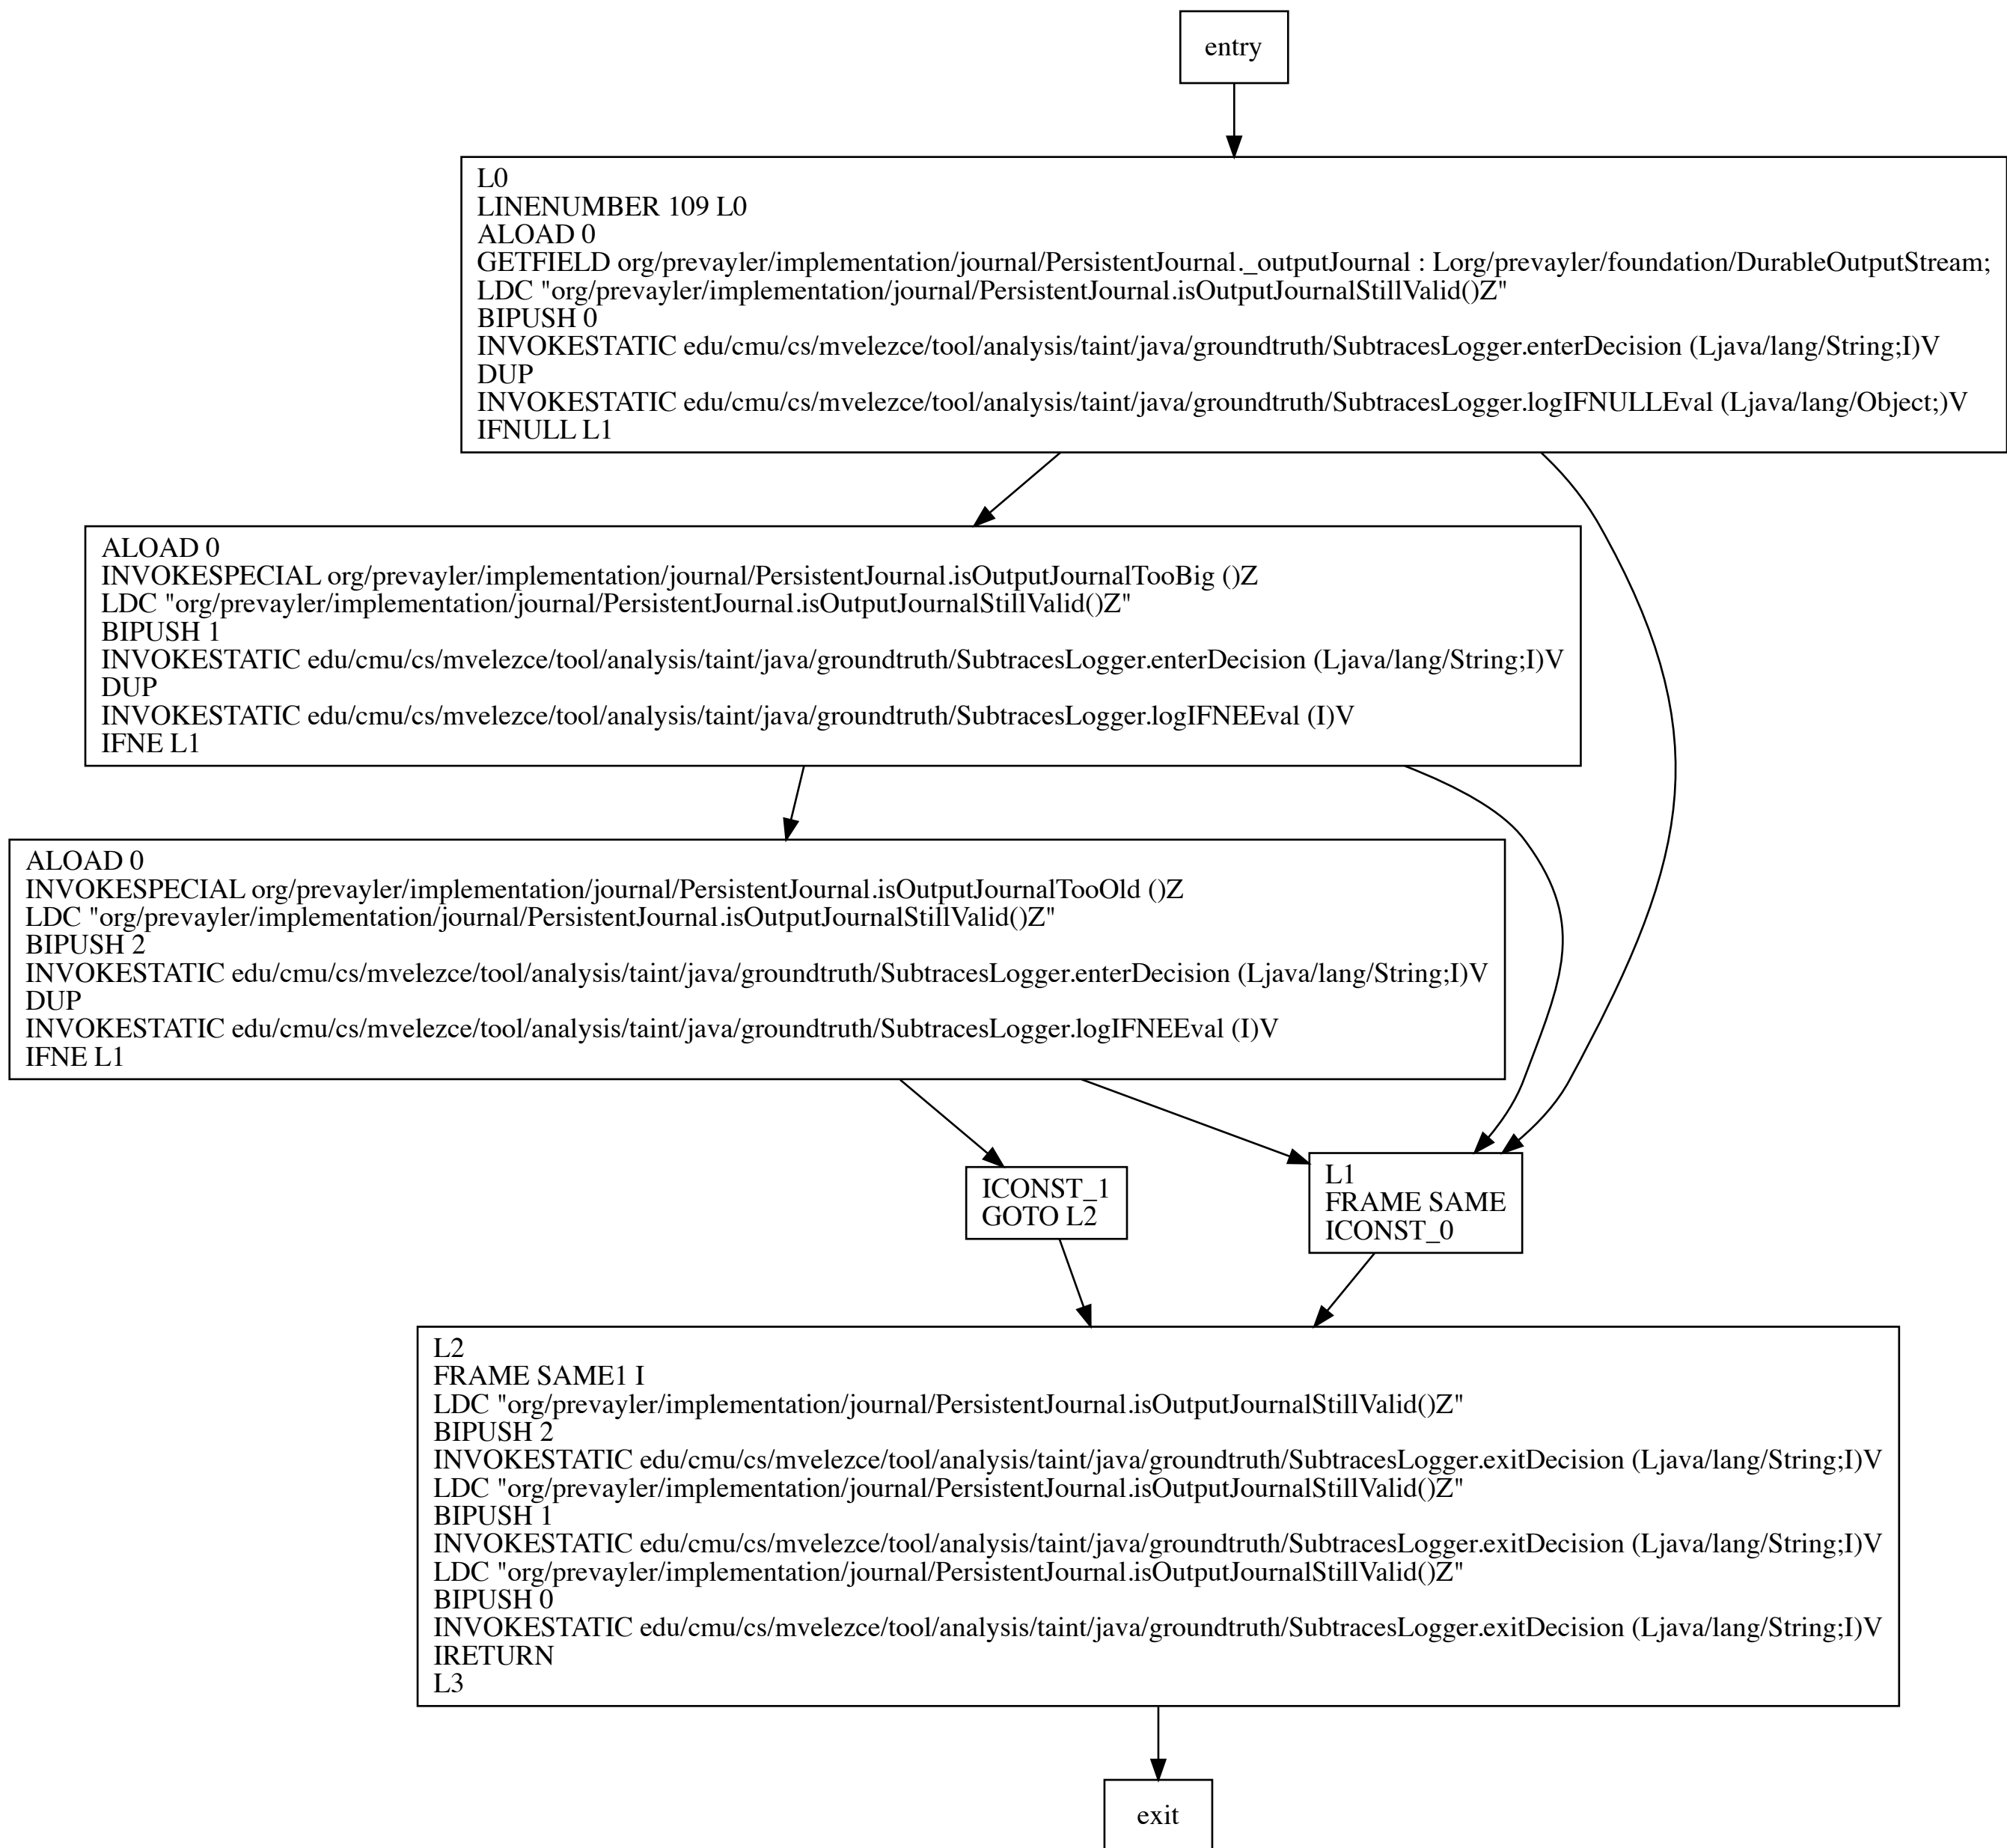 entry
L0
LINENUMBER 109 L0
ALOAD 0
GETFIELD org/prevayler/implementation/journal/PersistentJournal._outputJournal : Lorg/prevayler/foundation/DurableOutputStream;
LDC "org/prevayler/implementation/journal/PersistentJournal.isOutputJournalStillValid()Z"
BIPUSH 0
INVOKESTATIC edu/cmu/cs/mvelezce/tool/analysis/taint/java/groundtruth/SubtracesLogger.enterDecision (Ljava/lang/String;I)V
DUP
INVOKESTATIC edu/cmu/cs/mvelezce/tool/analysis/taint/java/groundtruth/SubtracesLogger.logIFNULLEval (Ljava/lang/Object;)V
IFNULL L1
ALOAD 0
INVOKESPECIAL org/prevayler/implementation/journal/PersistentJournal.isOutputJournalTooBig ()Z
LDC "org/prevayler/implementation/journal/PersistentJournal.isOutputJournalStillValid()Z"
BIPUSH 1
INVOKESTATIC edu/cmu/cs/mvelezce/tool/analysis/taint/java/groundtruth/SubtracesLogger.enterDecision (Ljava/lang/String;I)V
DUP
INVOKESTATIC edu/cmu/cs/mvelezce/tool/analysis/taint/java/groundtruth/SubtracesLogger.logIFNEEval (I)V
IFNE L1
ALOAD 0
INVOKESPECIAL org/prevayler/implementation/journal/PersistentJournal.isOutputJournalTooOld ()Z
LDC "org/prevayler/implementation/journal/PersistentJournal.isOutputJournalStillValid()Z"
BIPUSH 2
INVOKESTATIC edu/cmu/cs/mvelezce/tool/analysis/taint/java/groundtruth/SubtracesLogger.enterDecision (Ljava/lang/String;I)V
DUP
INVOKESTATIC edu/cmu/cs/mvelezce/tool/analysis/taint/java/groundtruth/SubtracesLogger.logIFNEEval (I)V
IFNE L1
ICONST_1
GOTO L2
L1
FRAME SAME
ICONST_0
L2
FRAME SAME1 I
LDC "org/prevayler/implementation/journal/PersistentJournal.isOutputJournalStillValid()Z"
BIPUSH 2
INVOKESTATIC edu/cmu/cs/mvelezce/tool/analysis/taint/java/groundtruth/SubtracesLogger.exitDecision (Ljava/lang/String;I)V
LDC "org/prevayler/implementation/journal/PersistentJournal.isOutputJournalStillValid()Z"
BIPUSH 1
INVOKESTATIC edu/cmu/cs/mvelezce/tool/analysis/taint/java/groundtruth/SubtracesLogger.exitDecision (Ljava/lang/String;I)V
LDC "org/prevayler/implementation/journal/PersistentJournal.isOutputJournalStillValid()Z"
BIPUSH 0
INVOKESTATIC edu/cmu/cs/mvelezce/tool/analysis/taint/java/groundtruth/SubtracesLogger.exitDecision (Ljava/lang/String;I)V
IRETURN
L3
exit